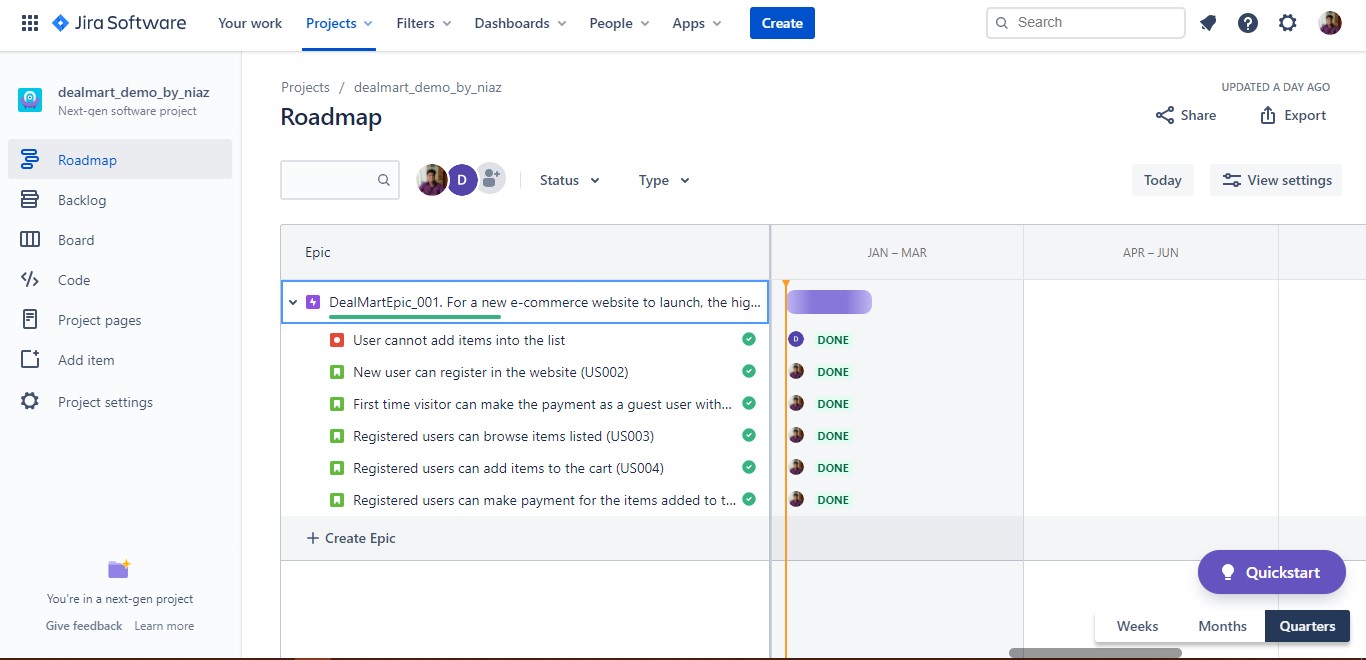 Jira Software
Your work
Projects
Filters
Dashboards
People
Apps
Create
Search
dealmart_demo_by_niaz
Next-gen software project
Roadmap
Backlog
Board
Code
Project pages
Add item
Project settings
You're in a next-gen project
Give feedback Learn more
Projects / dealmart_demo_by_niaz
UPDATED A DAY AGO
Roadmap
Share
Export
D
Status
Type
Today
View settings
Epic
JAN – MAR
APR – JUN
DealMartEpic_001. For a new e-commerce website to launch, the hig...
User cannot add items into the list
D
DONE
New user can register in the website (US002)
DONE
First time visitor can make the payment as a guest user with...
DONE
Registered users can browse items listed (US003)
DONE
Registered users can add items to the cart (US004)
DONE
Registered users can make payment for the items added to t...
DONE
+ Create Epic
Quickstart
Weeks
Months
Quarters